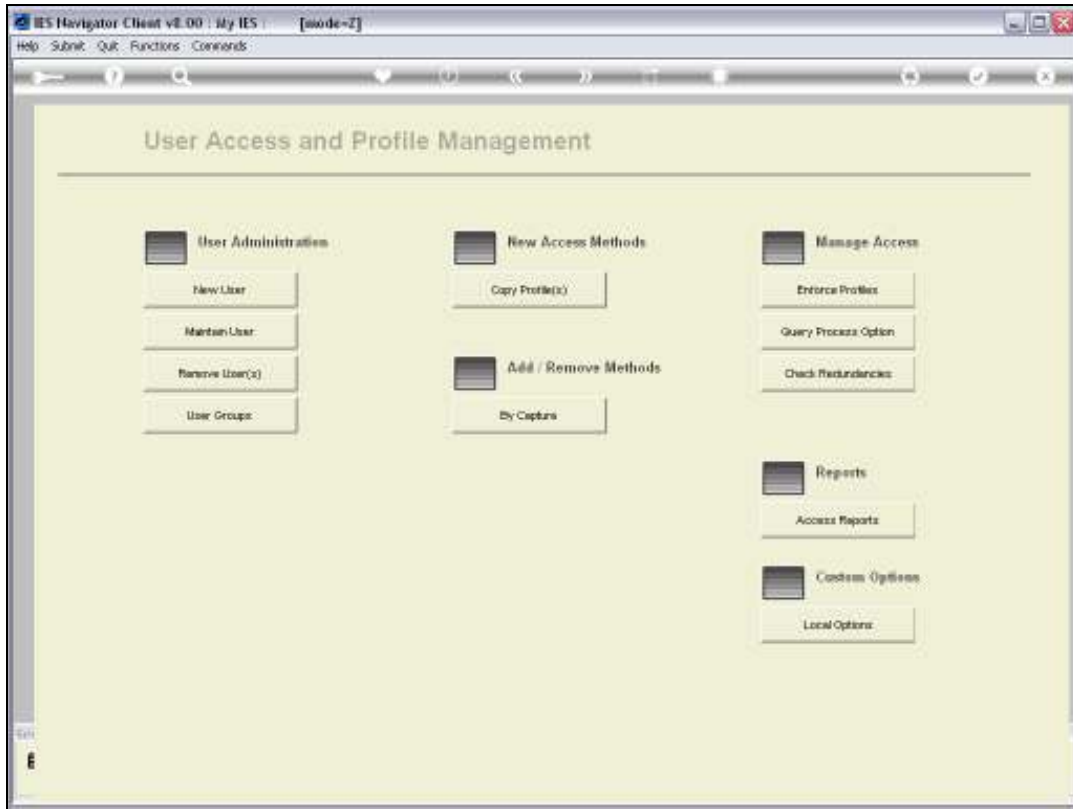 IES Navigator Client v8.00 : My IES : [mode=Z]
Help Submit Quit Functions Commands
User Access and Profile Management
User Administration
New User
Maintain User
Remove User(s)
User Groups
New Access Methods
Copy Profile(s)
Add / Remove Methods
By Capture
Manage Access
Enforce Profiles
Query Process Option
Check Redundancies
Reports
Access Reports
Custom Options
Local Options